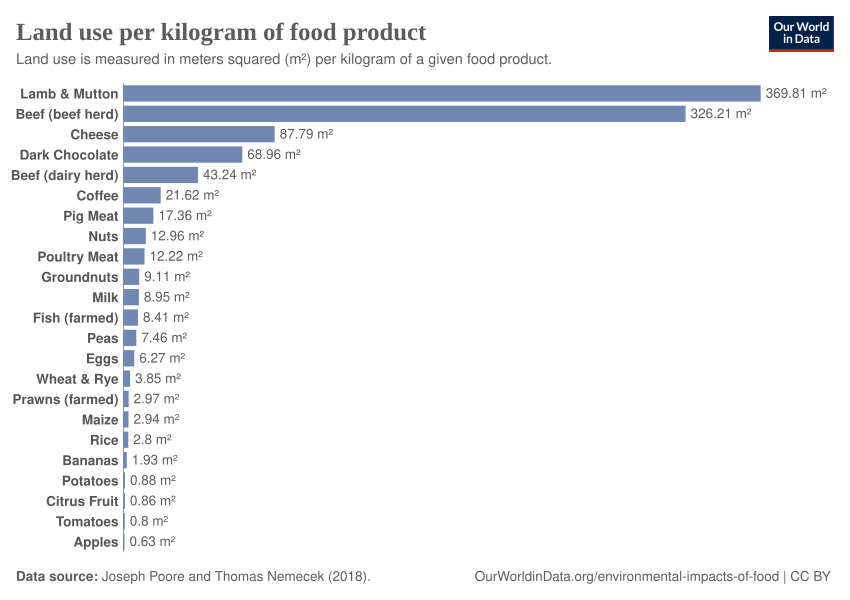 Land use per kilogram of food product
Our World
in Data
Land use is measured in meters squared (m²) per kilogram of a given food product.
Lamb & Mutton 369.81 m²
Beef (beef herd) 326.21 m²
Cheese 87.79 m²
Dark Chocolate 68.96 m²
Beef (dairy herd) 43.24 m²
Coffee 21.62 m²
Pig Meat 17.36 m²
Nuts 12.96 m²
Poultry Meat 12.22 m²
Groundnuts 9.11 m²
Milk 8.95 m²
Fish (farmed) 8.41 m²
Peas 7.46 m²
Eggs 6.27 m²
Wheat & Rye 3.85 m²
Prawns (farmed) 2.97 m²
Maize 2.94 m²
Rice 2.8 m²
Bananas 1.93 m²
Potatoes 0.88 m²
Citrus Fruit 0.86 m²
Tomatoes 0.8 m²
Apples 0.63 m²
Data source: Joseph Poore and Thomas Nemecek (2018). OurWorldinData.org/environmental-impacts-of-food | CC BY